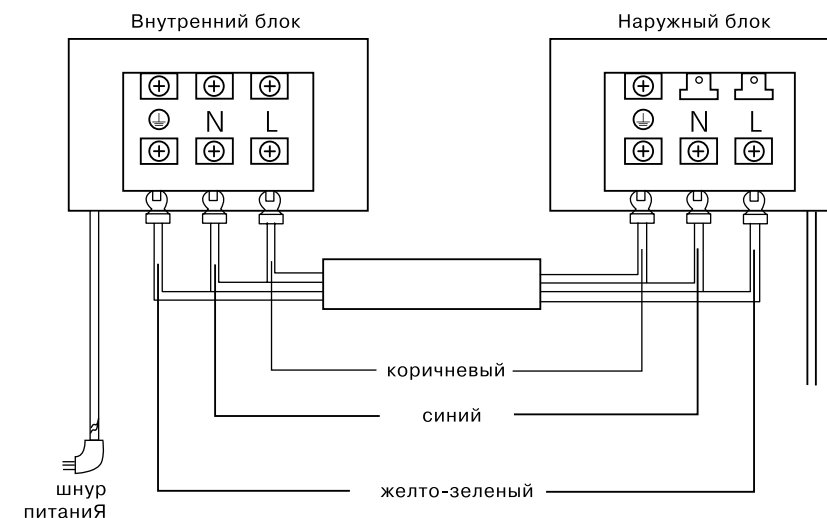 Внутренний блок
Наружный блок
N L
N L
коричневый
синий
желто-зеленый
шнур
питаниЯ